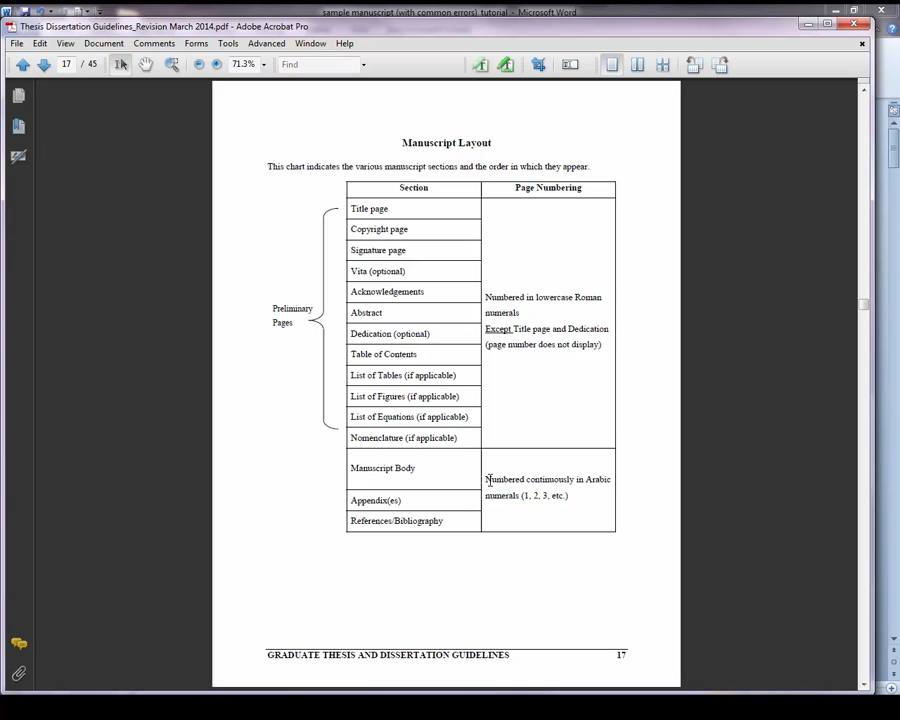 sample manuscript (with common errors)_tutorial - Microsoft Word
Thesis Dissertation Guidelines_Revision March 2014.pdf - Adobe Acrobat Pro
File Edit View Document Comments Forms Tools Advanced Window Help
17 / 45 71.3% Find
Manuscript Layout
This chart indicates the various manuscript sections and the order in which they appear.
Section Page Numbering
Title page
Copyright page
Signature page
Vita (optional)
Acknowledgements
Abstract
Dedication (optional)
Table of Contents
List of Tables (if applicable)
List of Figures (if applicable)
List of Equations (if applicable)
Nomenclature (if applicable)
Preliminary
Pages
Numbered in lowercase Roman
numerals
Except Title page and Dedication
(page number does not display)
Manuscript Body
Appendix(es)
References/Bibliography
Numbered continuously in Arabic
numerals (1, 2, 3, etc.)
GRADUATE THESIS AND DISSERTATION GUIDELINES 17